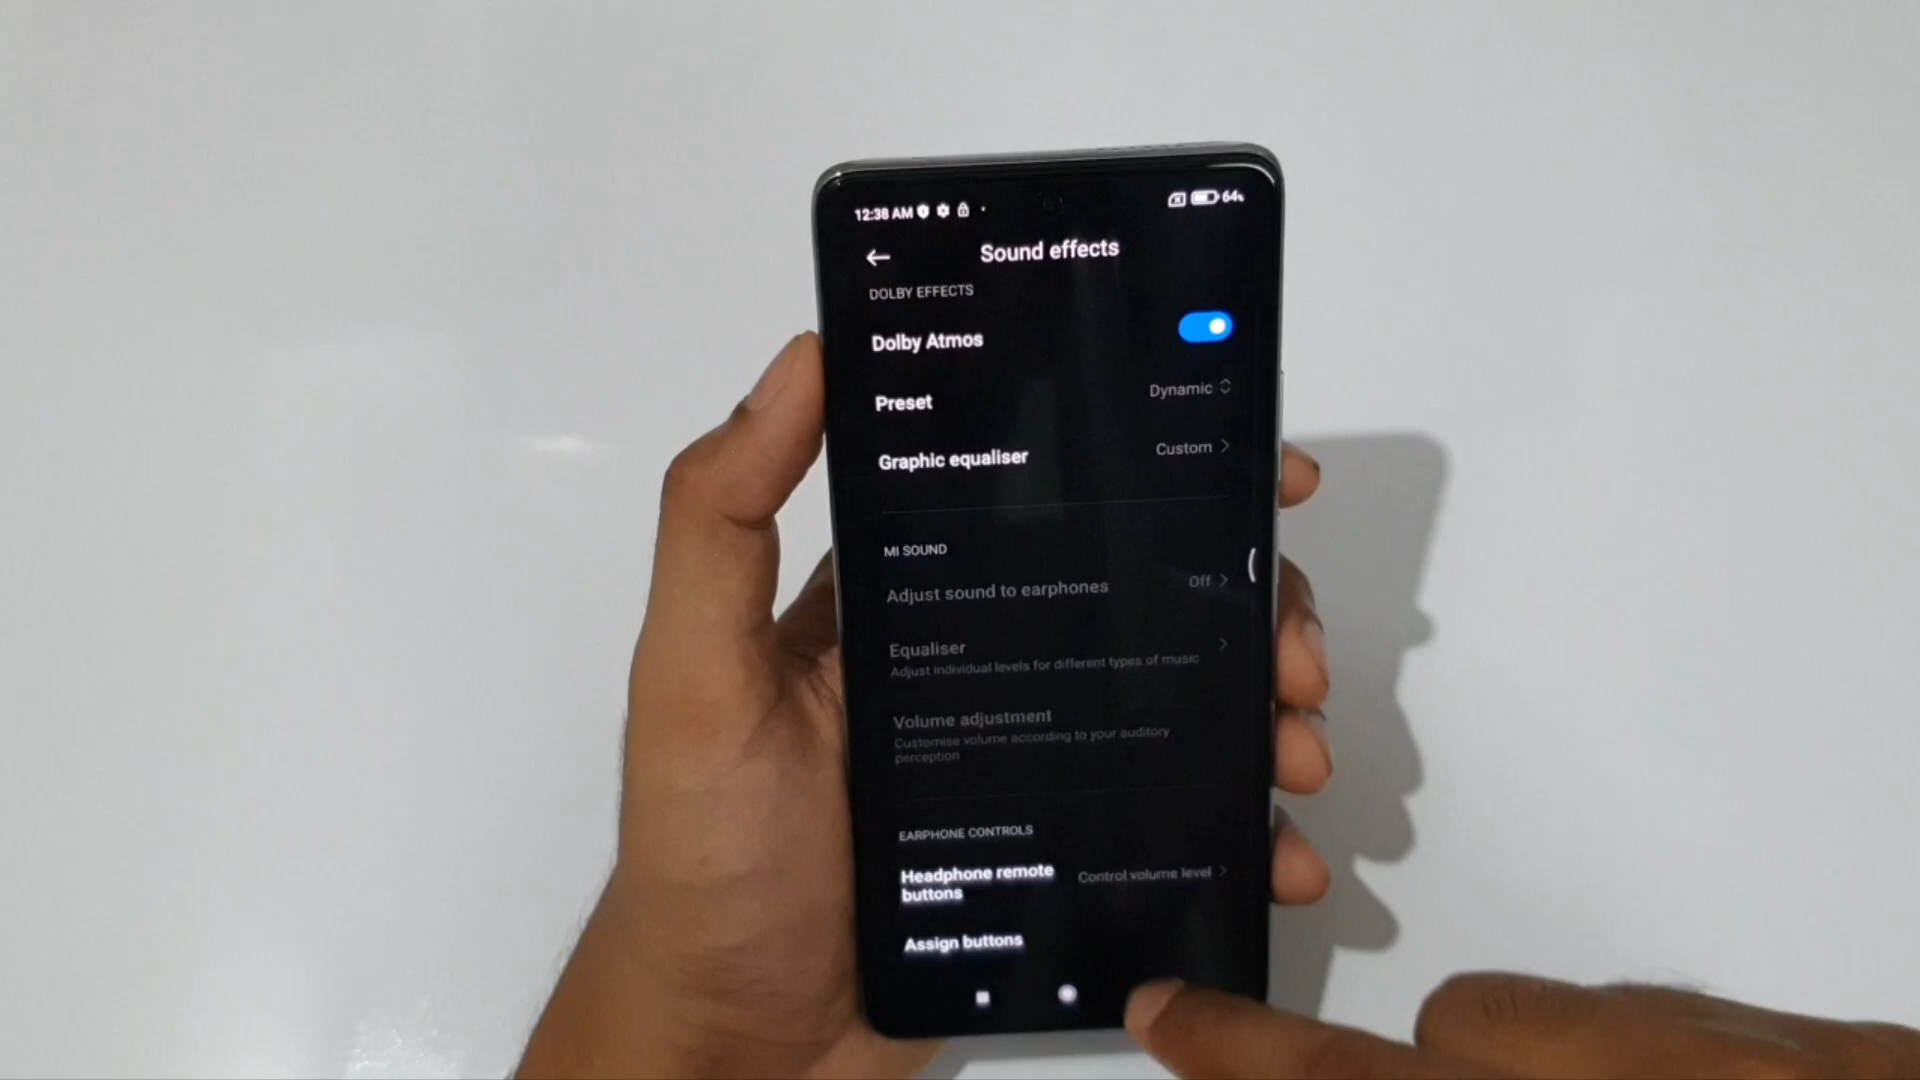 12:38 AM
64%
Sound effects
DOLBY EFFECTS
Dolby Atmos
Preset
Dynamic
Graphic equaliser
Custom
MI SOUND
Adjust sound to earphones
Off
Equaliser
Adjust individual levels for different types of music
Volume adjustment
Customise volume according to your auditory
perception
EARPHONE CONTROLS
Headphone remote
buttons
Control volume level
Assign buttons